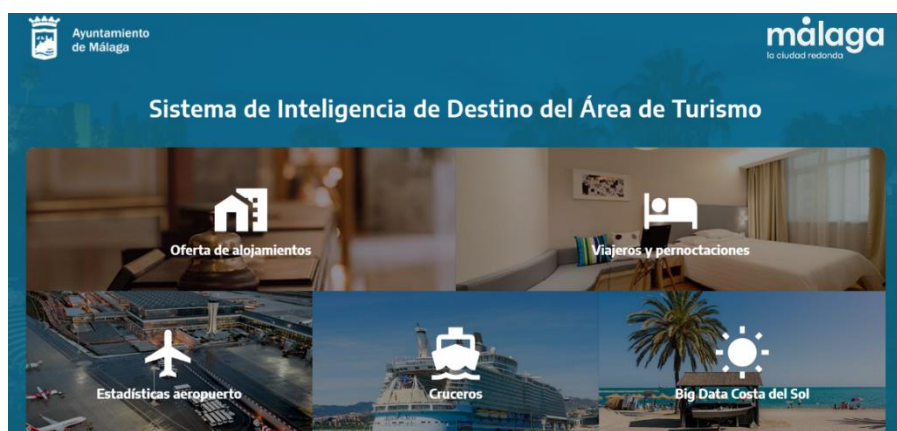 Ayuntamiento
de Málaga
málaga
la ciudad redonda
Sistema de Inteligencia de Destino del Área de Turismo
Oferta de alojamientos
Viajeros y pernoctaciones
Estadísticas aeropuerto
Cruceros
Big Data Costa del Sol